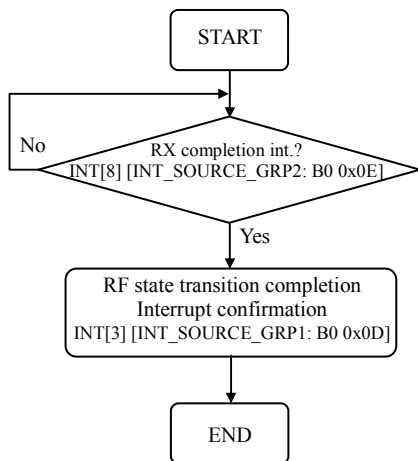 START
No
RX completion int.?
INT[8] [INT_SOURCE_GRP2: B0 0x0E]
Yes
RF state transition completion
Interrupt confirmation
INT[3] [INT_SOURCE_GRP1: B0 0x0D]
END